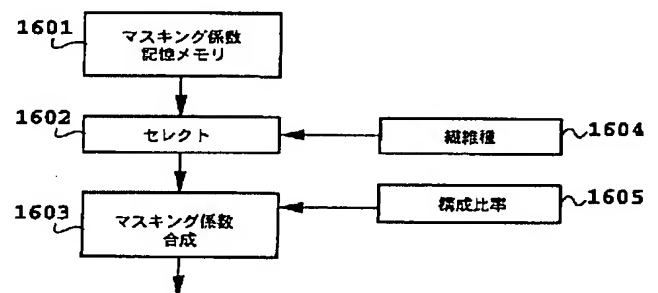 1601
マスキング係数
記憶メモリ
1602
セレクト
繊維種
1604
1603
マスキング係数
合成
構成比率
1605